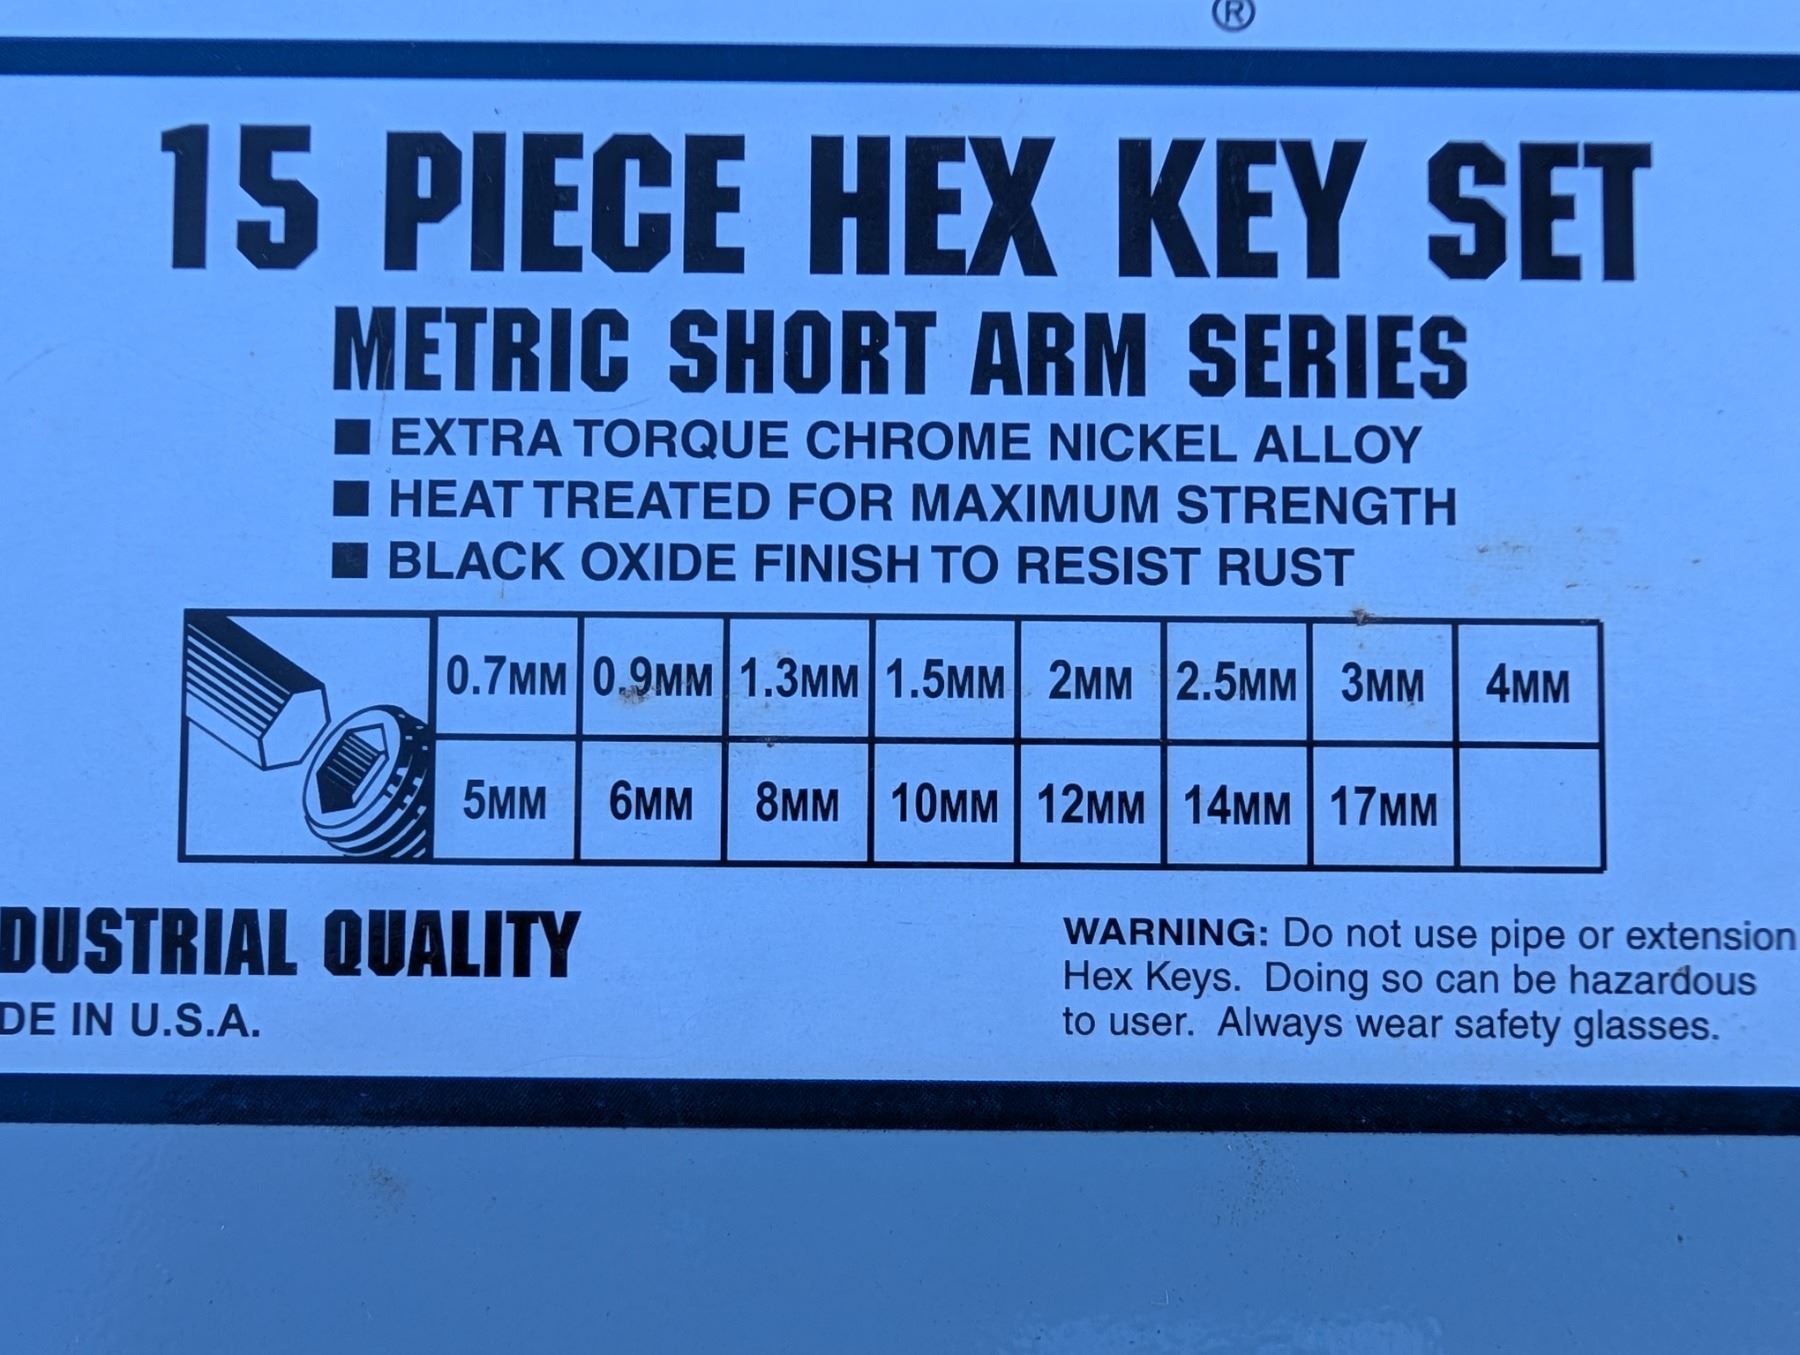 ®
15 PIECE HEX KEY SET
METRIC SHORT ARM SERIES
■ EXTRA TORQUE CHROME NICKEL ALLOY
■ HEAT TREATED FOR MAXIMUM STRENGTH
■ BLACK OXIDE FINISH TO RESIST RUST
0.7MM 0.9MM 1.3MM 1.5MM 2MM 2.5MM 3MM 4MM
5MM 6MM 8MM 10MM 12MM 14MM 17MM
DUSTRIAL QUALITY
DE IN U.S.A.
WARNING: Do not use pipe or extension
Hex Keys. Doing so can be hazardous
to user. Always wear safety glasses.